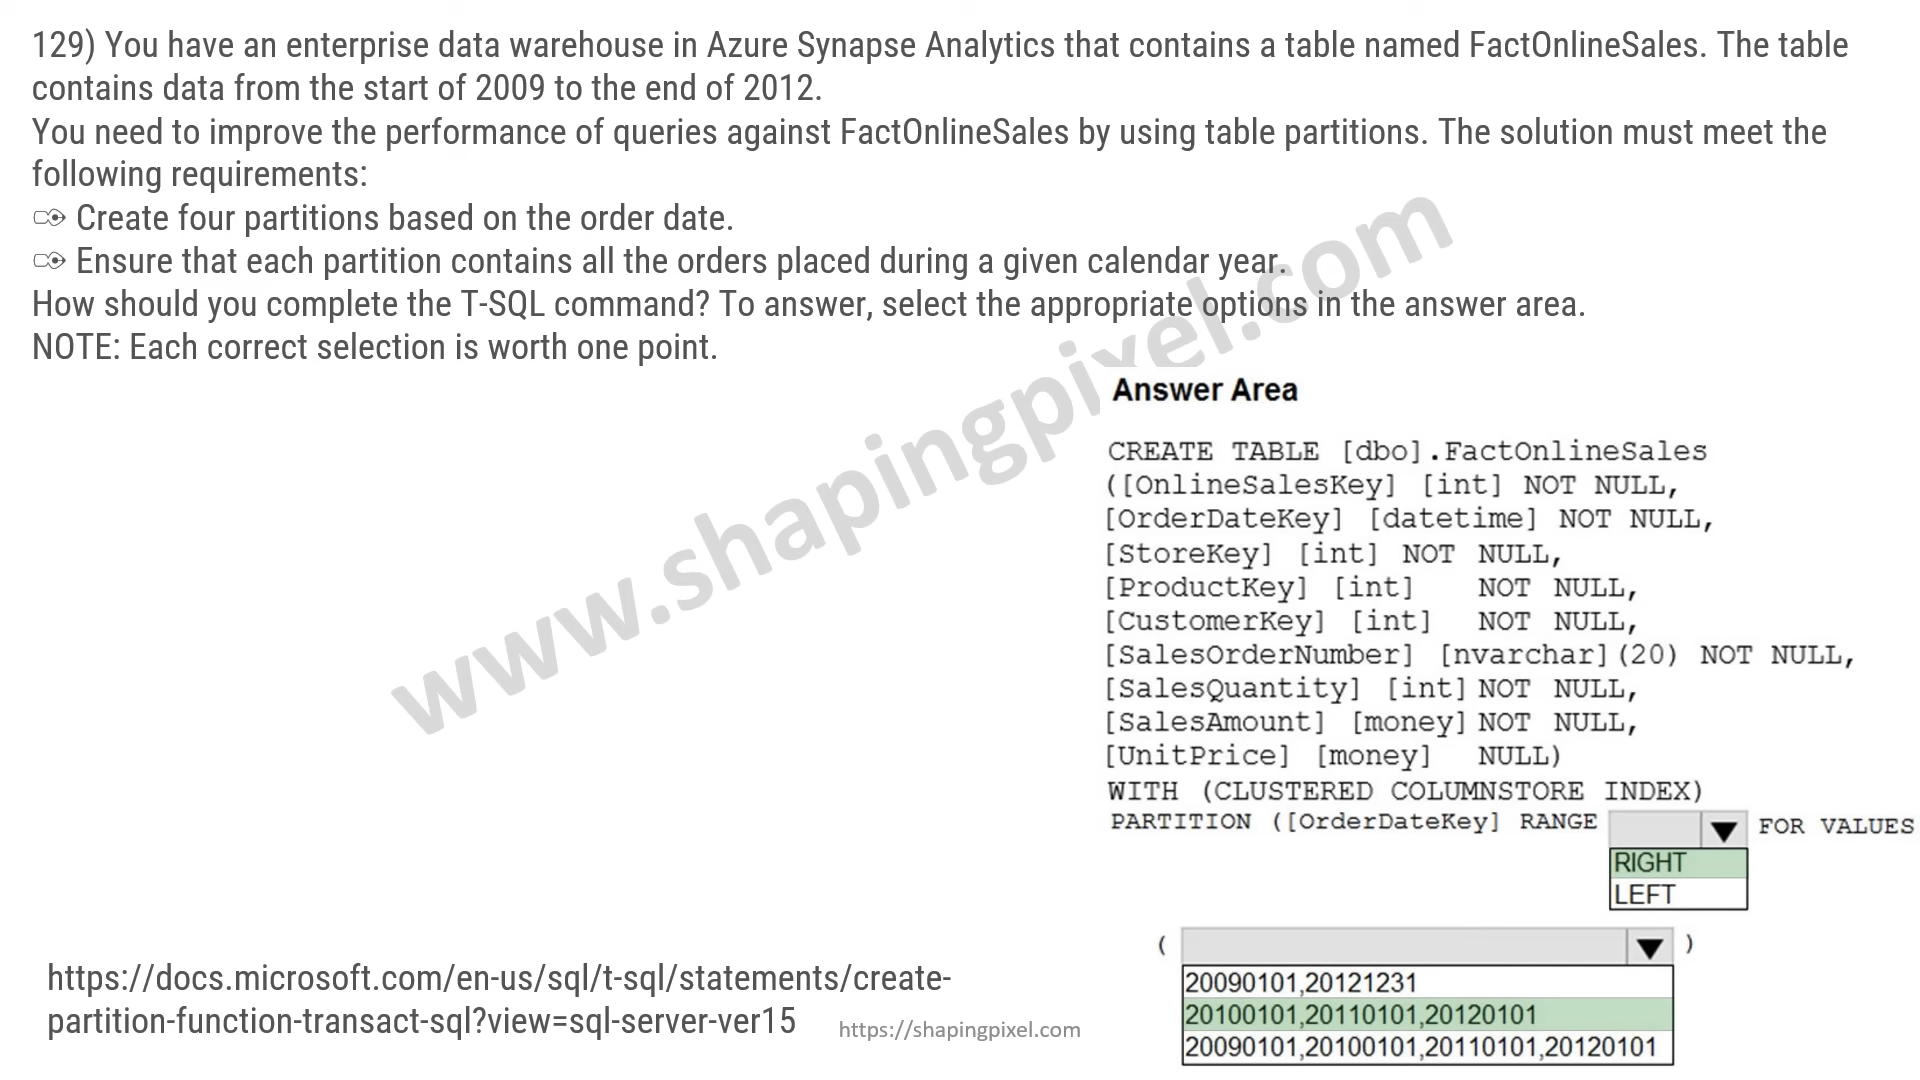 129) You have an enterprise data warehouse in Azure Synapse Analytics that contains a table named FactOnlineSales. The table
contains data from the start of 2009 to the end of 2012.
You need to improve the performance of queries against FactOnlineSales by using table partitions. The solution must meet the
following requirements:
Create four partitions based on the order date.
Ensure that each partition contains all the orders placed during a given calendar year.
How should you complete the T-SQL command? To answer, select the appropriate options in the answer area.
NOTE: Each correct selection is worth one point.
www.shapingpixel.com
Answer Area
CREATE TABLE [dbo].FactOnlineSales
([OnlineSalesKey] [int] NOT NULL,
[OrderDateKey] [datetime] NOT NULL,
[StoreKey] [int] NOT NULL,
[ProductKey] [int] NOT NULL,
[CustomerKey] [int] NOT NULL,
[SalesOrderNumber] [nvarchar](20) NOT NULL,
[SalesQuantity] [int] NOT NULL,
[SalesAmount] [money] NOT NULL,
[UnitPrice] [money] NULL)
WITH (CLUSTERED COLUMNSTORE INDEX)
PARTITION ([OrderDateKey] RANGE FOR VALUES
RIGHT
LEFT
( )
20090101,20121231
20100101,20110101,20120101
20090101,20100101,20110101,20120101
https://docs.microsoft.com/en-us/sql/t-sql/statements/create-
partition-function-transact-sql?view=sql-server-ver15
https://shapingpixel.com